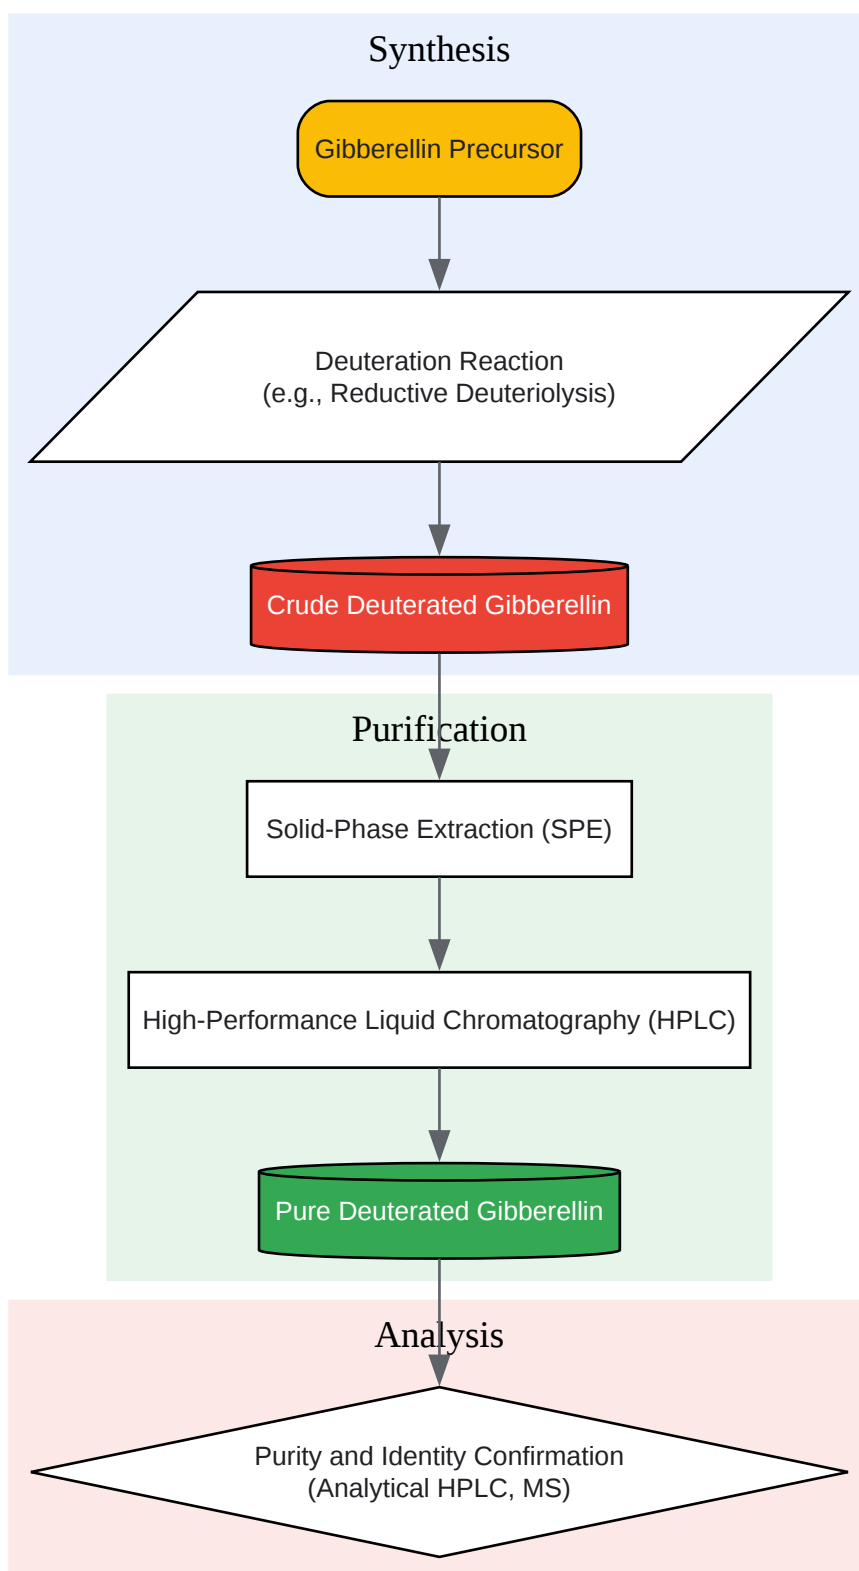 Synthesis
Gibberellin Precursor
Deuteration Reaction
(e.g., Reductive Deuteriolysis)
Crude Deuterated Gibberellin
Purification
Solid-Phase Extraction (SPE)
High-Performance Liquid Chromatography (HPLC)
Pure Deuterated Gibberellin
Analysis
Purity and Identity Confirmation
(Analytical HPLC, MS)